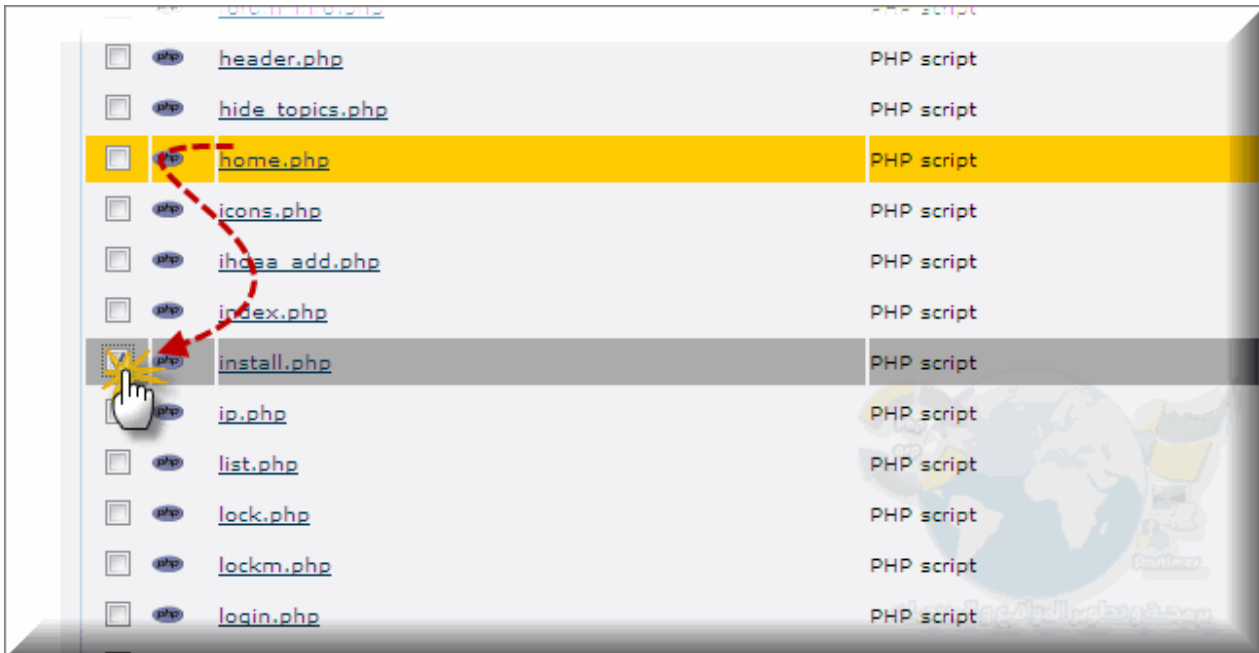 header.php PHP script
hide_topics.php PHP script
home.php PHP script
icons.php PHP script
ihdaa_add.php PHP script
index.php PHP script
install.php PHP script
ip.php PHP script
list.php PHP script
lock.php PHP script
lockm.php PHP script
login.php PHP script